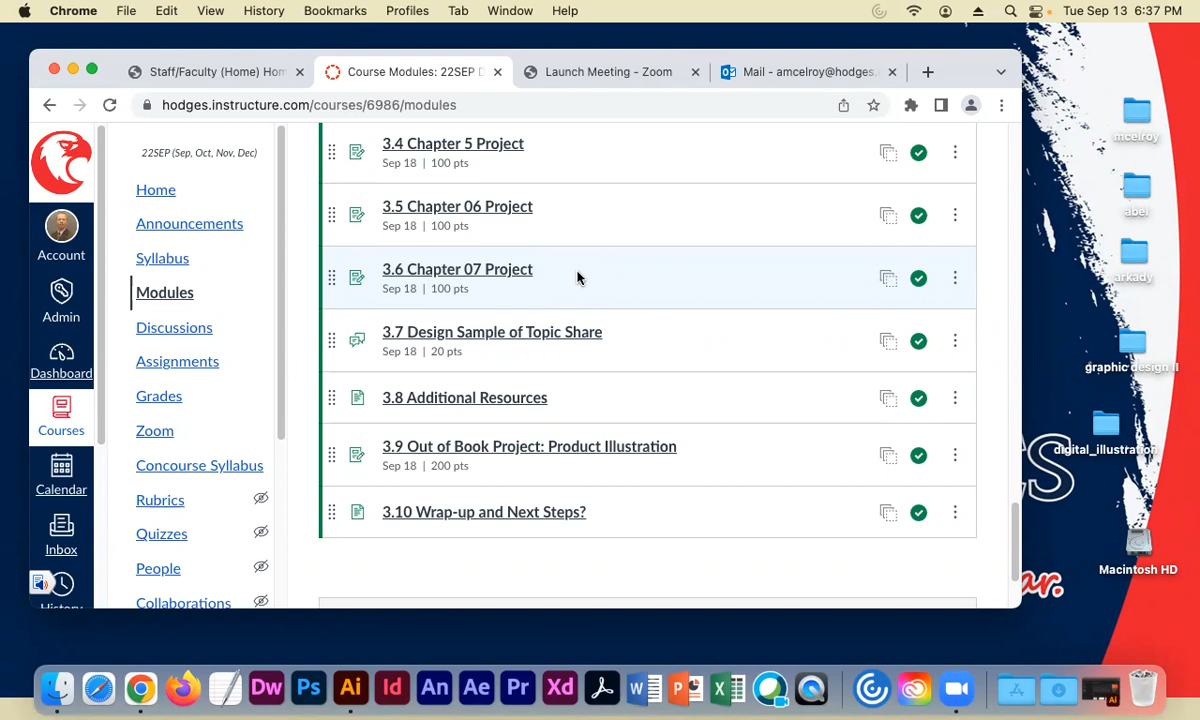 Chrome File Edit View History Bookmarks Profiles Tab Window Help Tue Sep 13 6:37 PM
Staff/Faculty (Home) Hom Course Modules: 22SEP D Launch Meeting - Zoom Mail - amcelroy@hodges.
hodges.instructure.com/courses/6986/modules
Account
Admin
Dashboard
Courses
Calendar
Inbox
History
22SEP (Sep, Oct, Nov, Dec)
Home
Announcements
Syllabus
Modules
Discussions
Assignments
Grades
Zoom
Concourse Syllabus
Rubrics
Quizzes
People
Collaborations
3.4 Chapter 5 Project
Sep 18 | 100 pts
3.5 Chapter 06 Project
Sep 18 | 100 pts
3.6 Chapter 07 Project
Sep 18 | 100 pts
3.7 Design Sample of Topic Share
Sep 18 | 20 pts
3.8 Additional Resources
3.9 Out of Book Project: Product Illustration
Sep 18 | 200 pts
3.10 Wrap-up and Next Steps?
mcelroy
abel
arkady
graphic design II
digital_illustration
Macintosh HD
ar.
Dw Ps Ai Id An Ae Pr Xd W P X